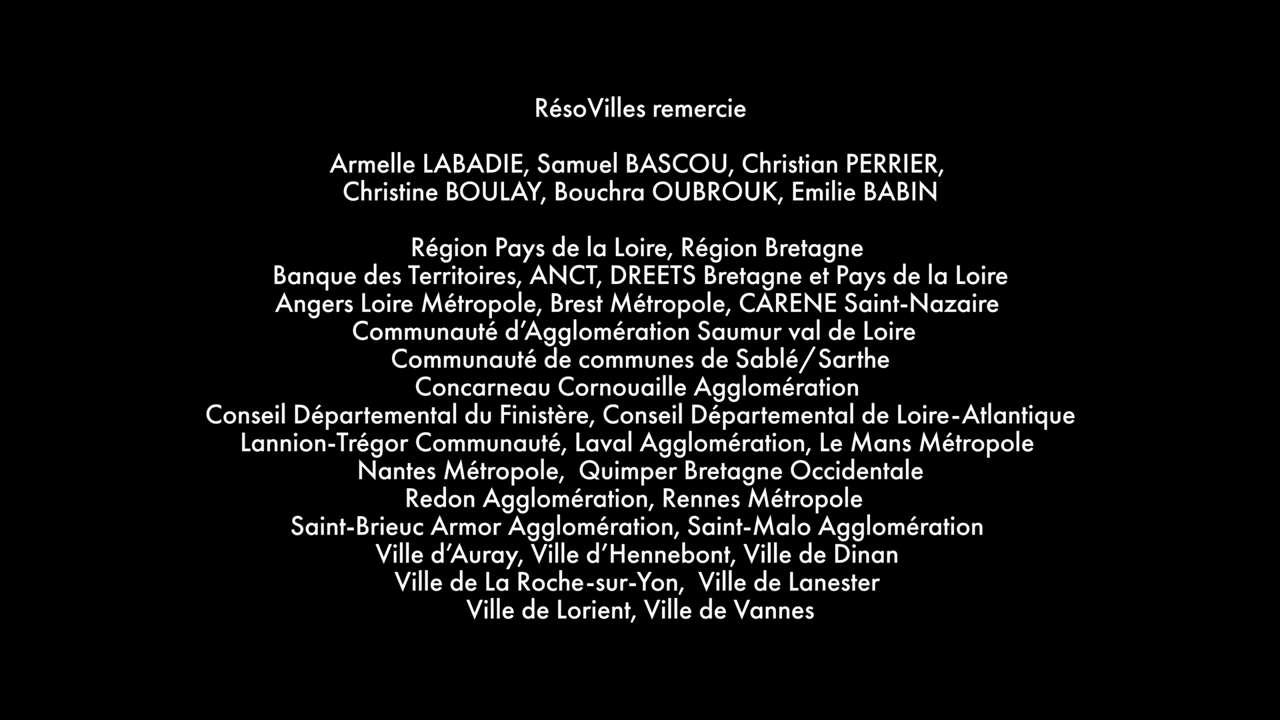 RésoVilles remercie
Armelle LABADIE, Samuel BASCOU, Christian PERRIER,
Christine BOULAY, Bouchra OUBROUK, Emilie BABIN
Région Pays de la Loire, Région Bretagne
Banque des Territoires, ANCT, DREETS Bretagne et Pays de la Loire
Angers Loire Métropole, Brest Métropole, CARENE Saint-Nazaire
Communauté d’Agglomération Saumur val de Loire
Communauté de communes de Sablé/Sarthe
Concarneau Cornouaille Agglomération
Conseil Départemental du Finistère, Conseil Départemental de Loire-Atlantique
Lannion-Trégor Communauté, Laval Agglomération, Le Mans Métropole
Nantes Métropole,  Quimper Bretagne Occidentale
Redon Agglomération, Rennes Métropole
Saint-Brieuc Armor Agglomération, Saint-Malo Agglomération
Ville d’Auray, Ville d’Hennebont, Ville de Dinan
Ville de La Roche-sur-Yon,  Ville de Lanester
Ville de Lorient, Ville de Vannes